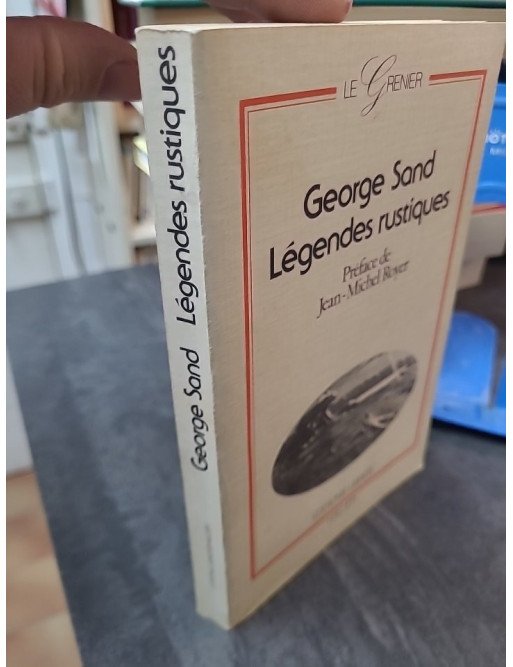 George Sand Légendes rustiques
LE GRENIER
George Sand
Légendes rustiques
Préface de
Jean-Michel Royer